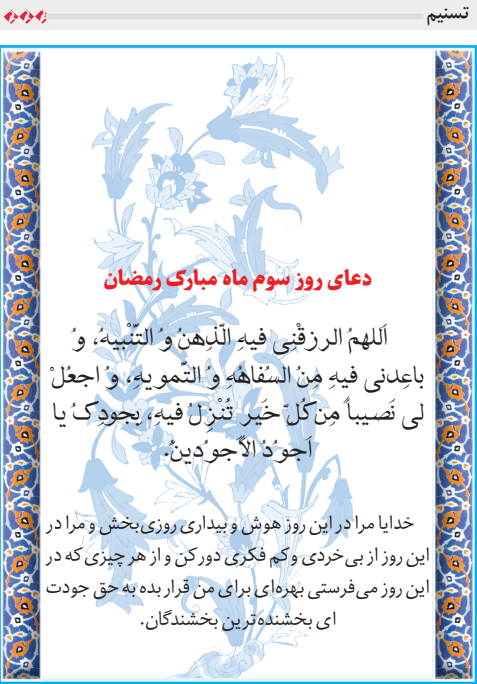 تسنیم
دعای روز سوم ماه مبارک رمضان
اَللهمُ الرزقْنی فیهِ الّذِهنُ وُ التّنْبیهُ، وُ
باعِدنی فیهِ مِنُ السُفاهُهِ وُ التّمویهِ، وُ اجعُلْ
لی نَصیباً مِن کُلّ خَیرٍ تُنْزِلُ فیهِ، بِجودِکُ یا
اَجوُدُ الأجوُدینُ.
خدایا مرا در این روز هوش و بیداری روزی بخش و مرا در
این روز از بی‌خردی و کم فکری دور کن و از هر چیزی که در
این روز می‌فرستی بهره‌ای برای من قرار بده به حق جودت
ای بخشنده‌ترین بخشندگان.